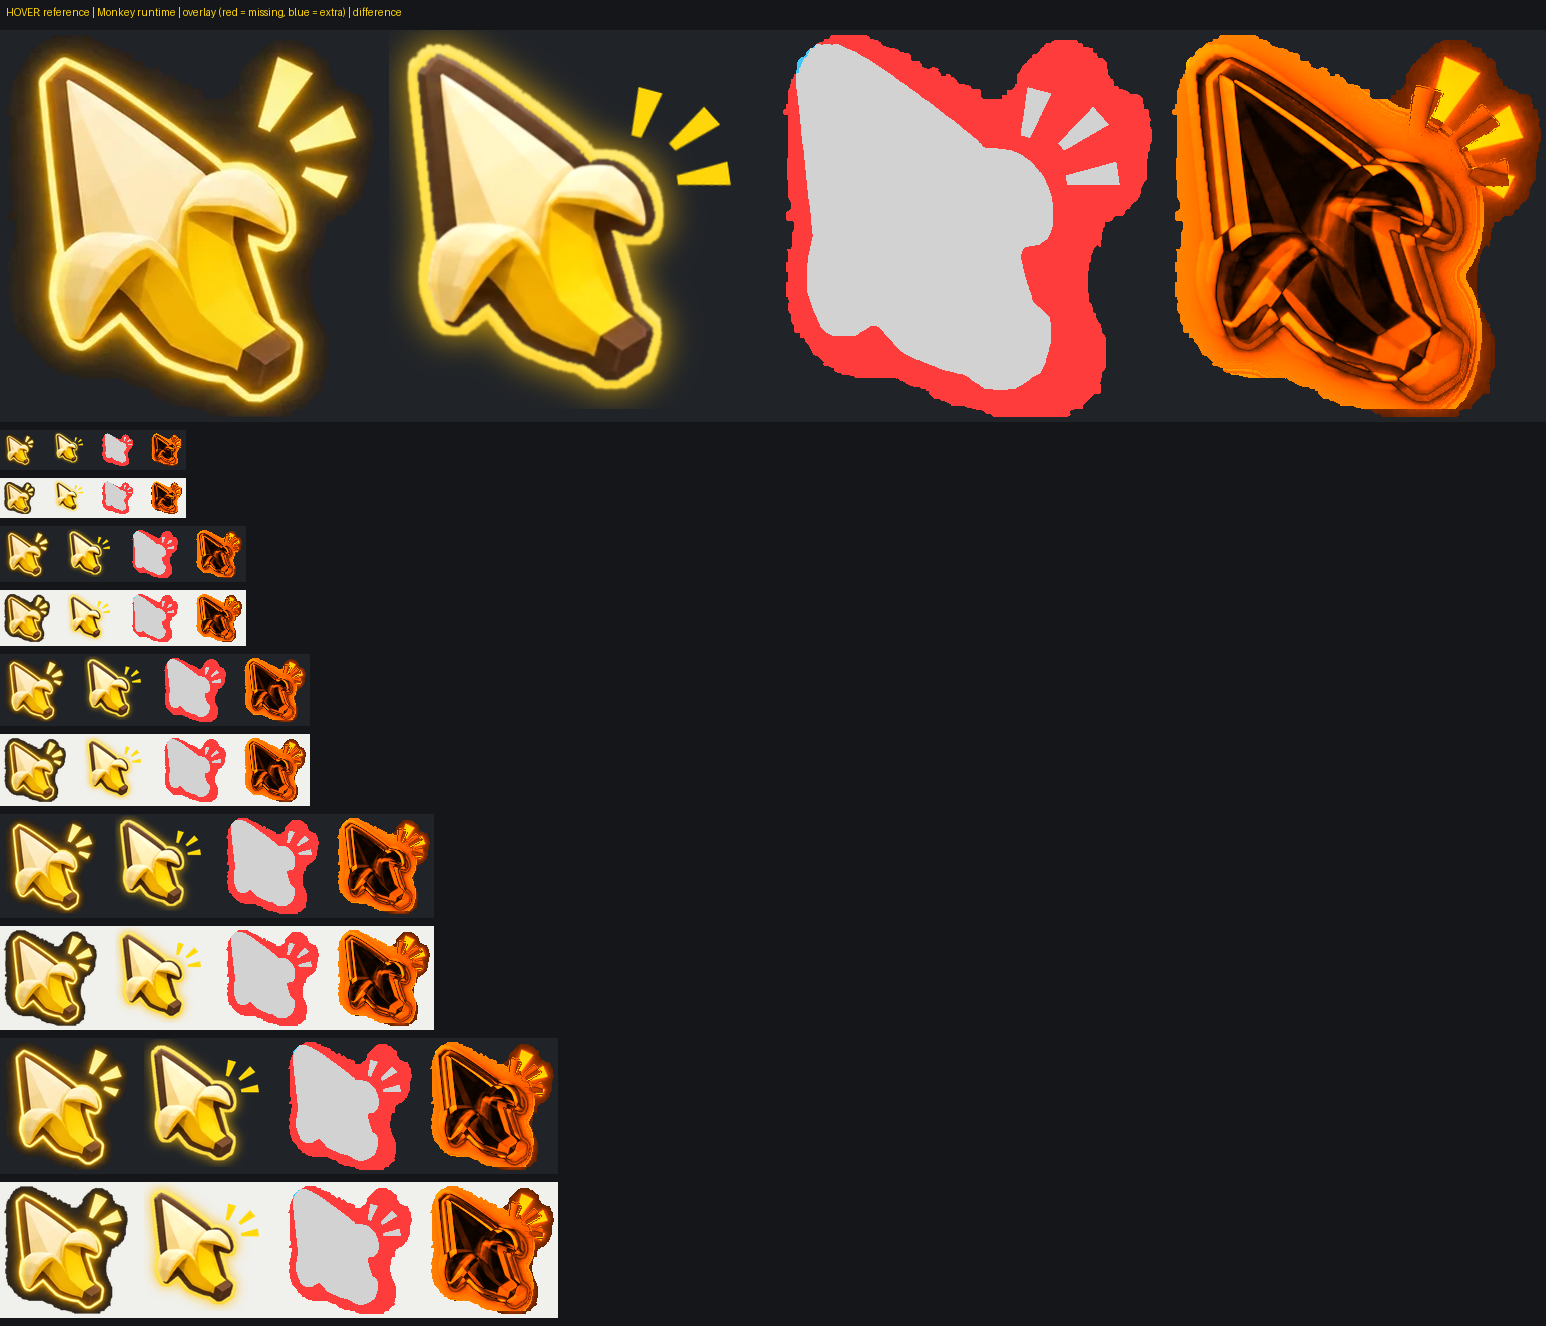 HOVER reference | Monkey runtime | overlay (red = missing, blue = extra) | difference